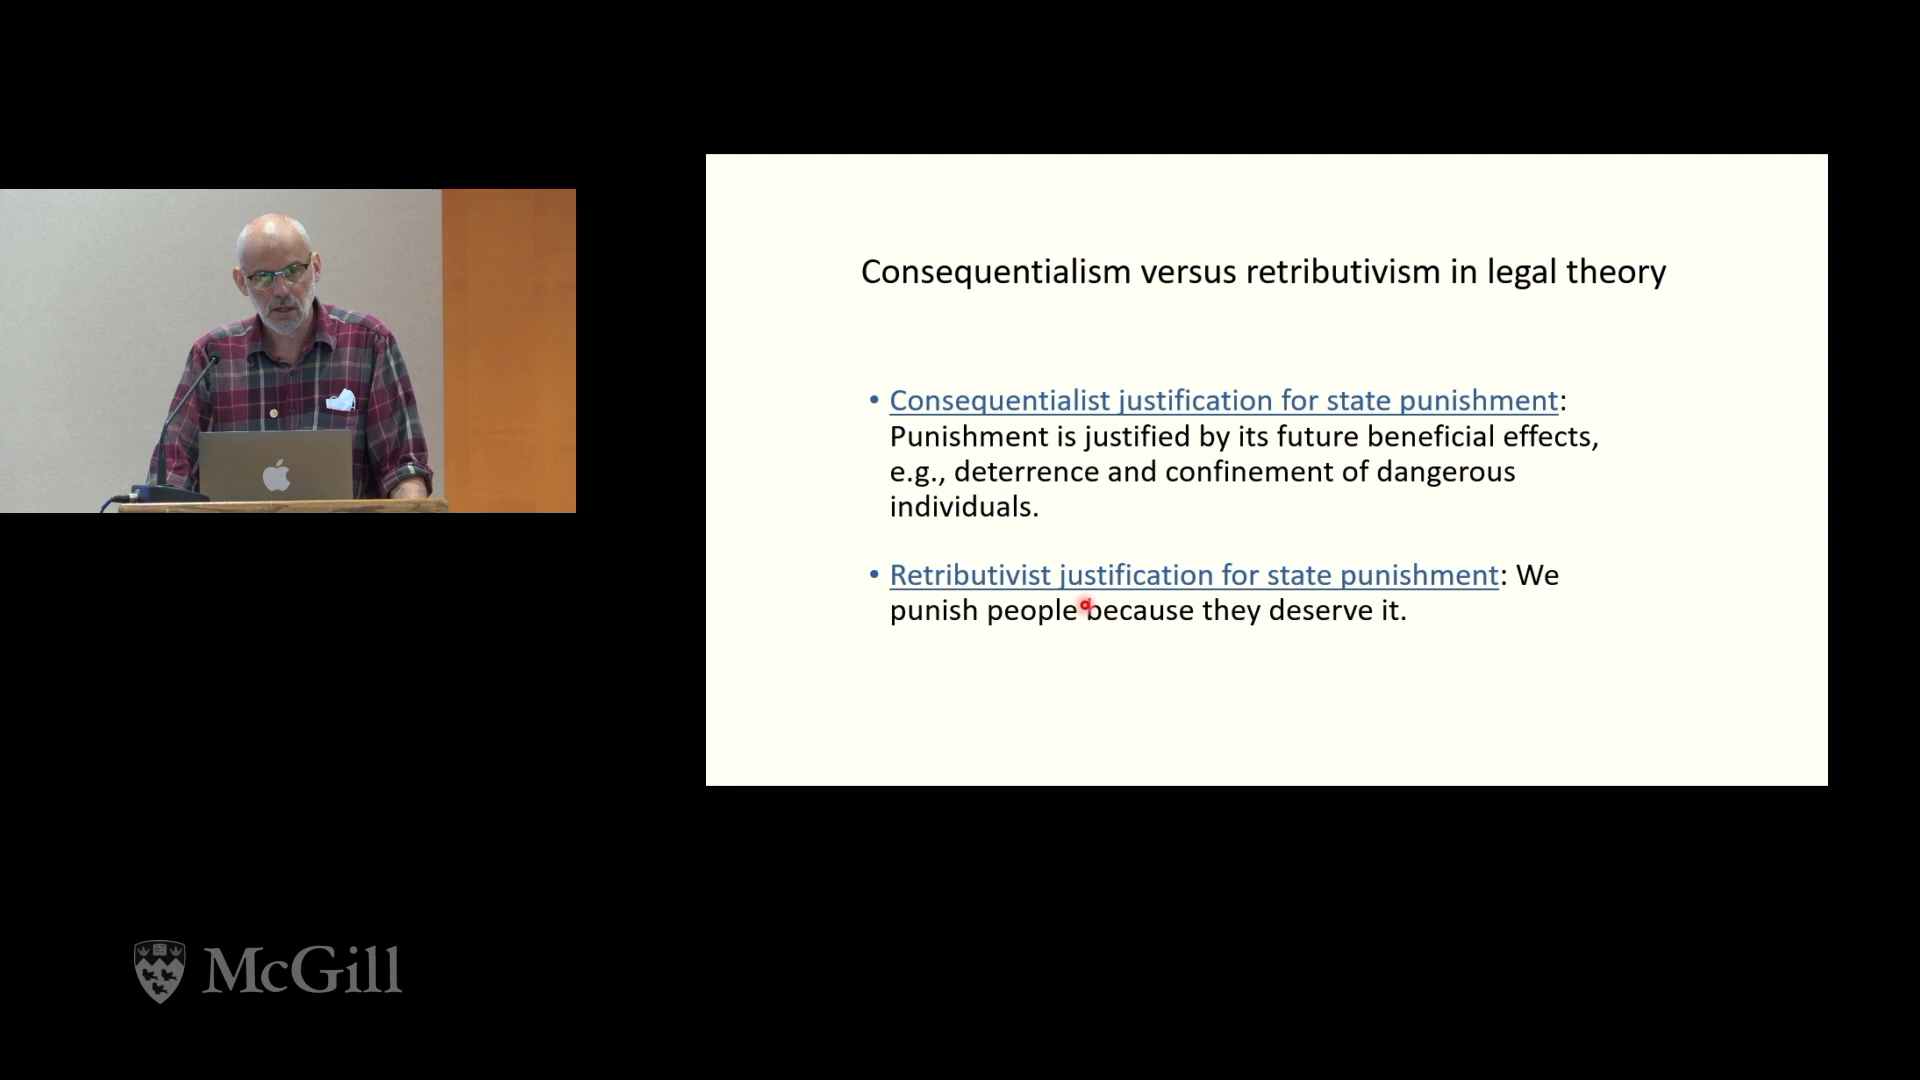 Consequentialism versus retributivism in legal theory
• Consequentialist justification for state punishment:
Punishment is justified by its future beneficial effects,
e.g., deterrence and confinement of dangerous
individuals.
• Retributivist justification for state punishment: We
punish people because they deserve it.
McGill